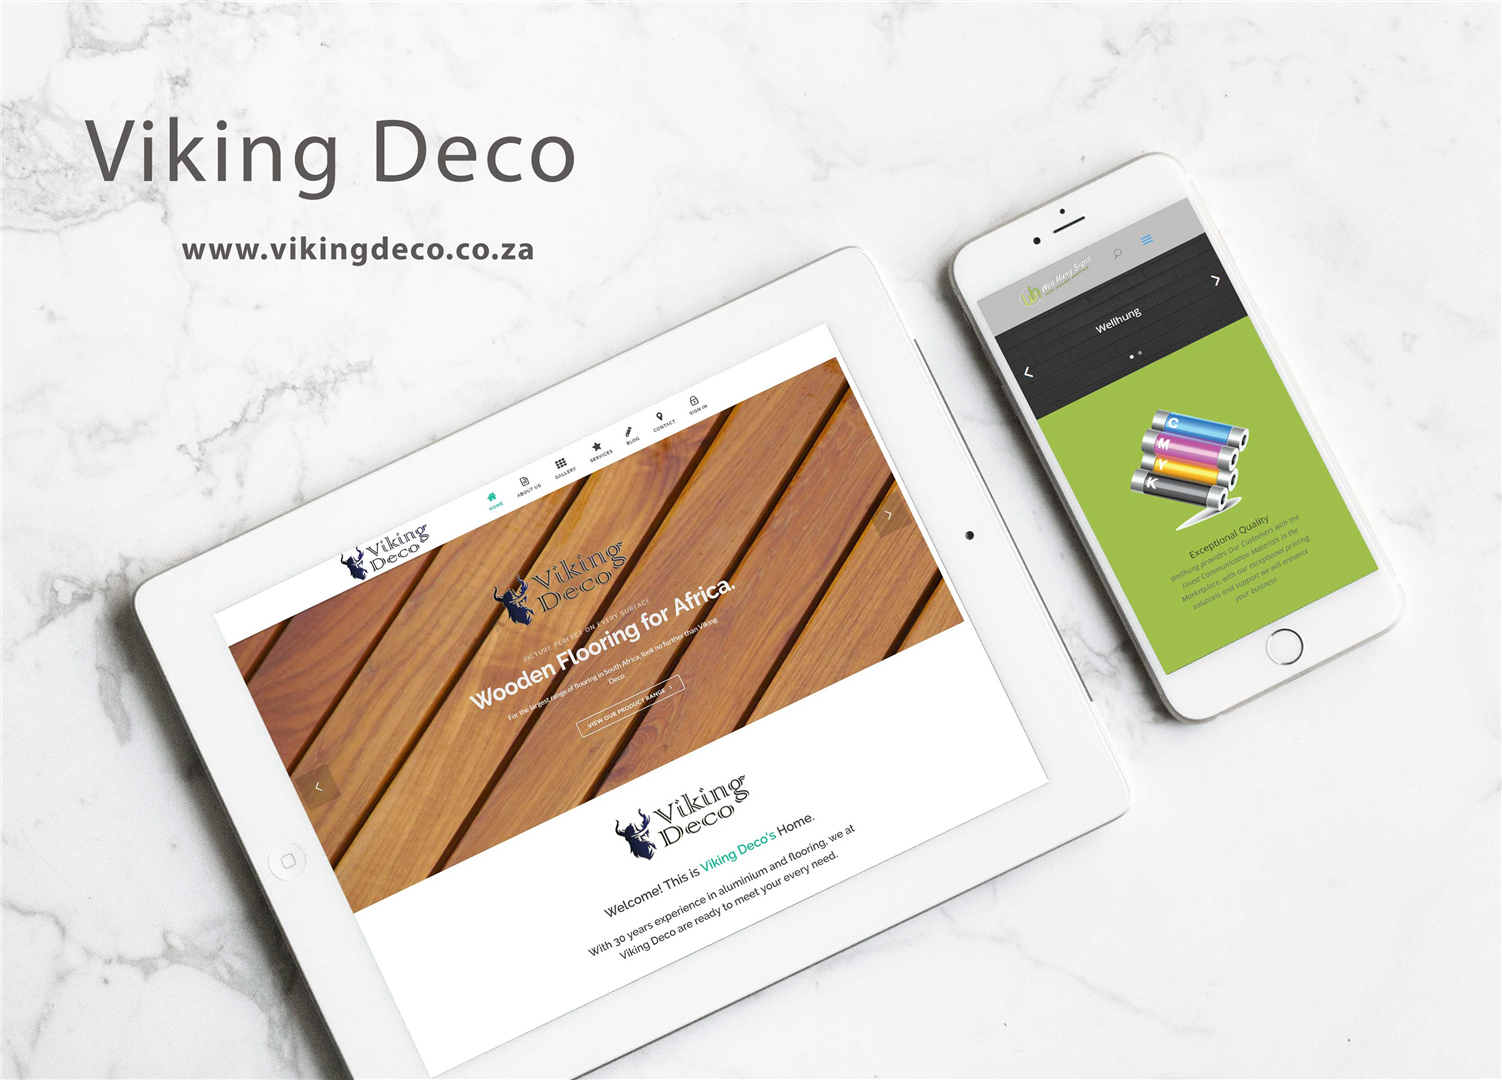 Viking Deco
www.vikingdeco.co.za
HOME
ABOUT US
GALLERY
SERVICES
BLOG
CONTACT
SIGN IN
Viking
Deco
Viking
Deco
PICTURE PERFECT ON EVERY SURFACE
Wooden Flooring for Africa.
For the largest range of flooring in South Africa, look no further than Viking
Deco.
VIEW OUR PRODUCT RANGE
Viking
Deco
Welcome! This is Viking Deco's Home.
With 30 years experience in aluminium and flooring, we at
Viking Deco are ready to meet your every need.
Well Hung Signs
Wellhung
C
M
Y
K
Exceptional Quality
Wellhung provides Our Customers with the
Finest Communication Materials in the
Marketplace, with our exceptional printing
solutions and support we will enhance
your business